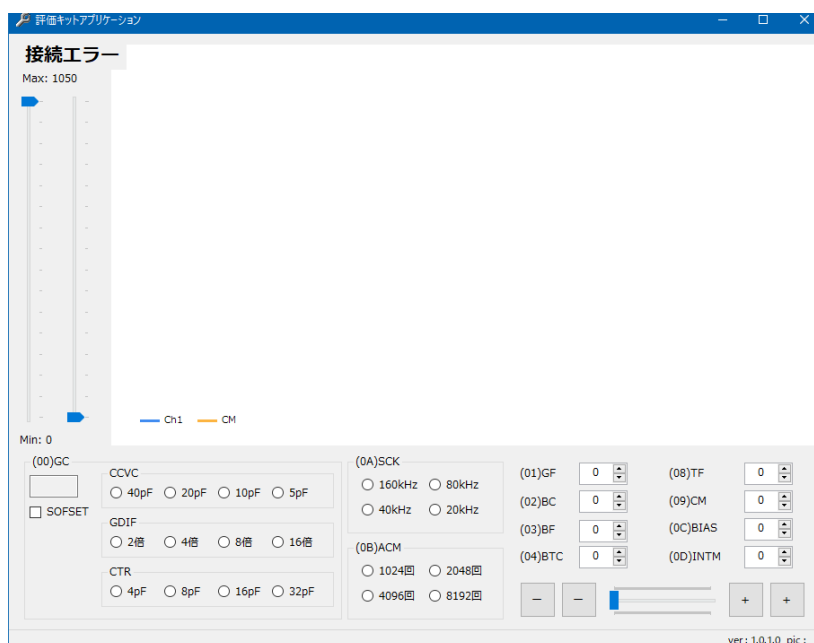 評価キットアプリケーション
接続エラー
Max: 1050
Ch1 CM
Min: 0
(00)GC
SOFSET
CCVC
40pF 20pF 10pF 5pF
GDIF
2倍 4倍 8倍 16倍
CTR
4pF 8pF 16pF 32pF
(0A)SCK
160kHz 80kHz
40kHz 20kHz
(0B)ACM
1024回 2048回
4096回 8192回
(01)GF 0 (08)TF 0
(02)BC 0 (09)CM 0
(03)BF 0 (0C)BIAS 0
(04)BTC 0 (0D)INTM 0
− − + +
ver : 1.0.1.0 pic :